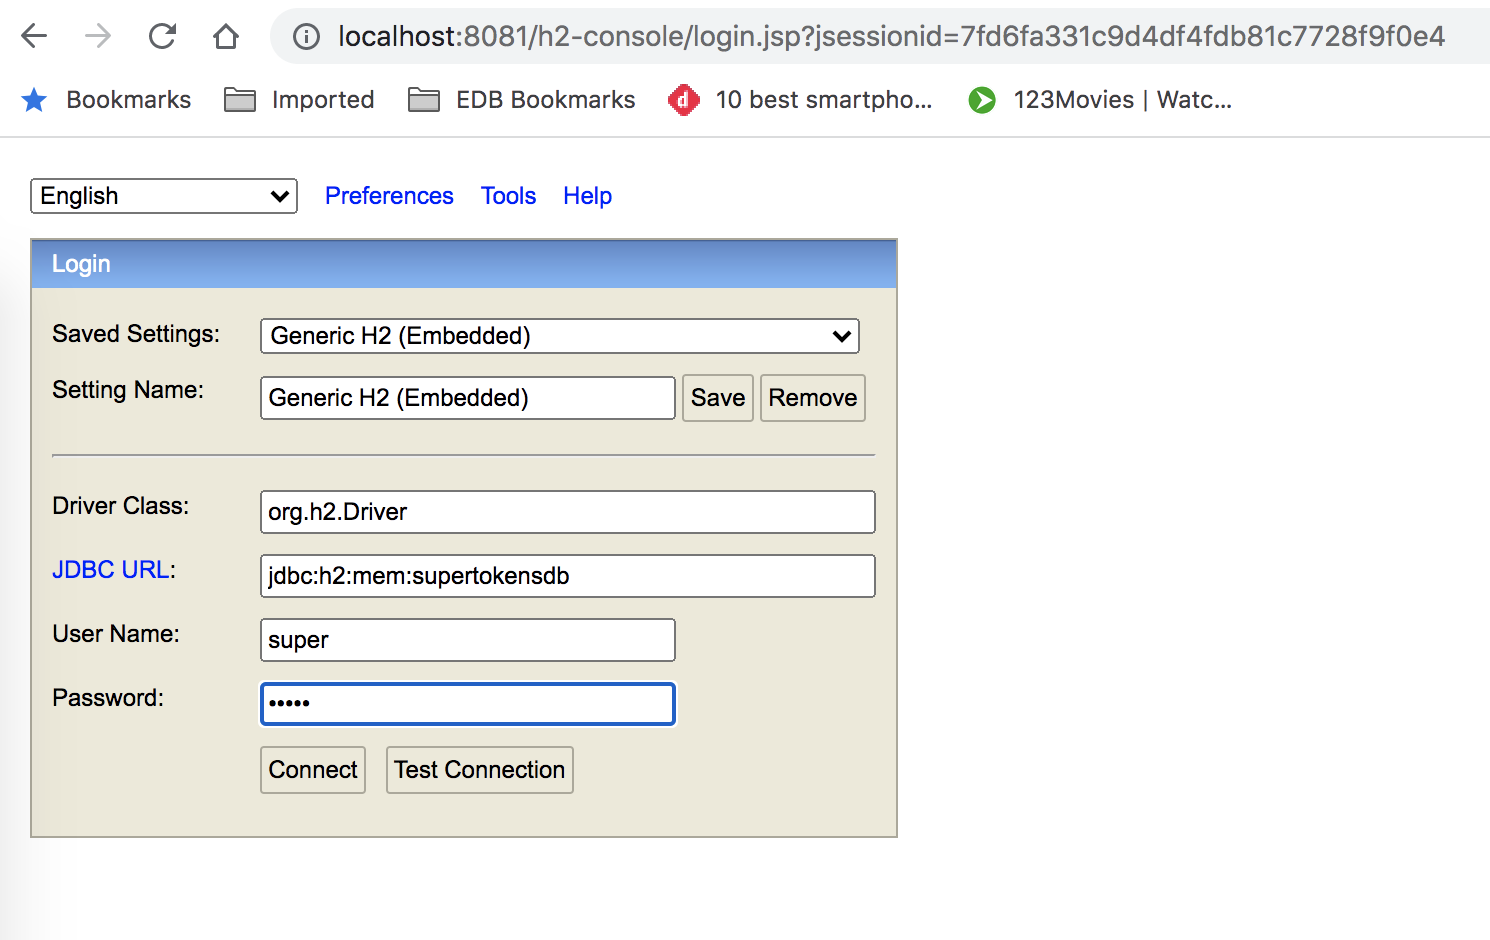 localhost:8081/h2-console/login.jsp?jsessionid=7fd6fa331c9d4df4fdb81c7728f9f0e4
Bookmarks Imported EDB Bookmarks d 10 best smartpho... 123Movies | Watc...
English Preferences Tools Help
Login
Saved Settings: Generic H2 (Embedded)
Setting Name: Generic H2 (Embedded) Save Remove
Driver Class: org.h2.Driver
JDBC URL: jdbc:h2:mem:supertokensdb
User Name: super
Password: •••••
Connect Test Connection